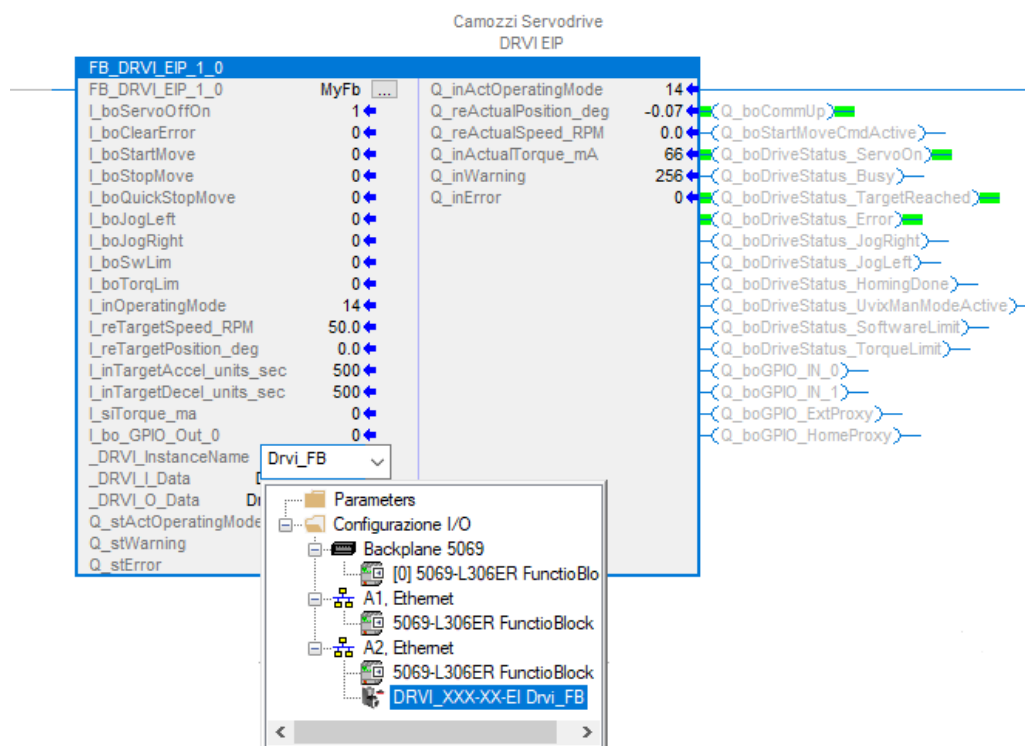 Camozzi Servodrive
DRVI EIP
FB_DRVI_EIP_1_0
FB_DRVI_EIP_1_0 MyFb ... Q_inActOperatingMode 14
I_boServoOffOn 1 Q_reActualPosition_deg -0.07 Q_boCommUp
I_boClearError 0 Q_reActualSpeed_RPM 0.0 Q_boStartMoveCmdActive
I_boStartMove 0 Q_inActualTorque_mA 66 Q_boDriveStatus_ServoOn
I_boStopMove 0 Q_inWarning 256 Q_boDriveStatus_Busy
I_boQuickStopMove 0 Q_inError 0 Q_boDriveStatus_TargetReached
I_boJogLeft 0 Q_boDriveStatus_Error
I_boJogRight 0 Q_boDriveStatus_JogRight
I_boSwLim 0 Q_boDriveStatus_JogLeft
I_boTorqLim 0 Q_boDriveStatus_HomingDone
I_inOperatingMode 14 Q_boDriveStatus_UvixManModeActive
I_reTargetSpeed_RPM 50.0 Q_boDriveStatus_SoftwareLimit
I_reTargetPosition_deg 0.0 Q_boDriveStatus_TorqueLimit
I_inTargetAccel_units_sec 500 Q_boGPIO_IN_0
I_inTargetDecel_units_sec 500 Q_boGPIO_IN_1
I_siTorque_ma 0 Q_boGPIO_ExtProxy
I_bo_GPIO_Out_0 0 Q_boGPIO_HomeProxy
_DRVI_InstanceName Drvi_FB
_DRVI_I_Data
_DRVI_O_Data
Q_stActOperatingMode
Q_stWarning
Q_stError
Parameters
Configurazione I/O
Backplane 5069
[0] 5069-L306ER FunctioBlo
A1, Ethernet
5069-L306ER FunctioBlock
A2, Ethernet
5069-L306ER FunctioBlock
DRVI_XXX-XX-EI Drvi_FB